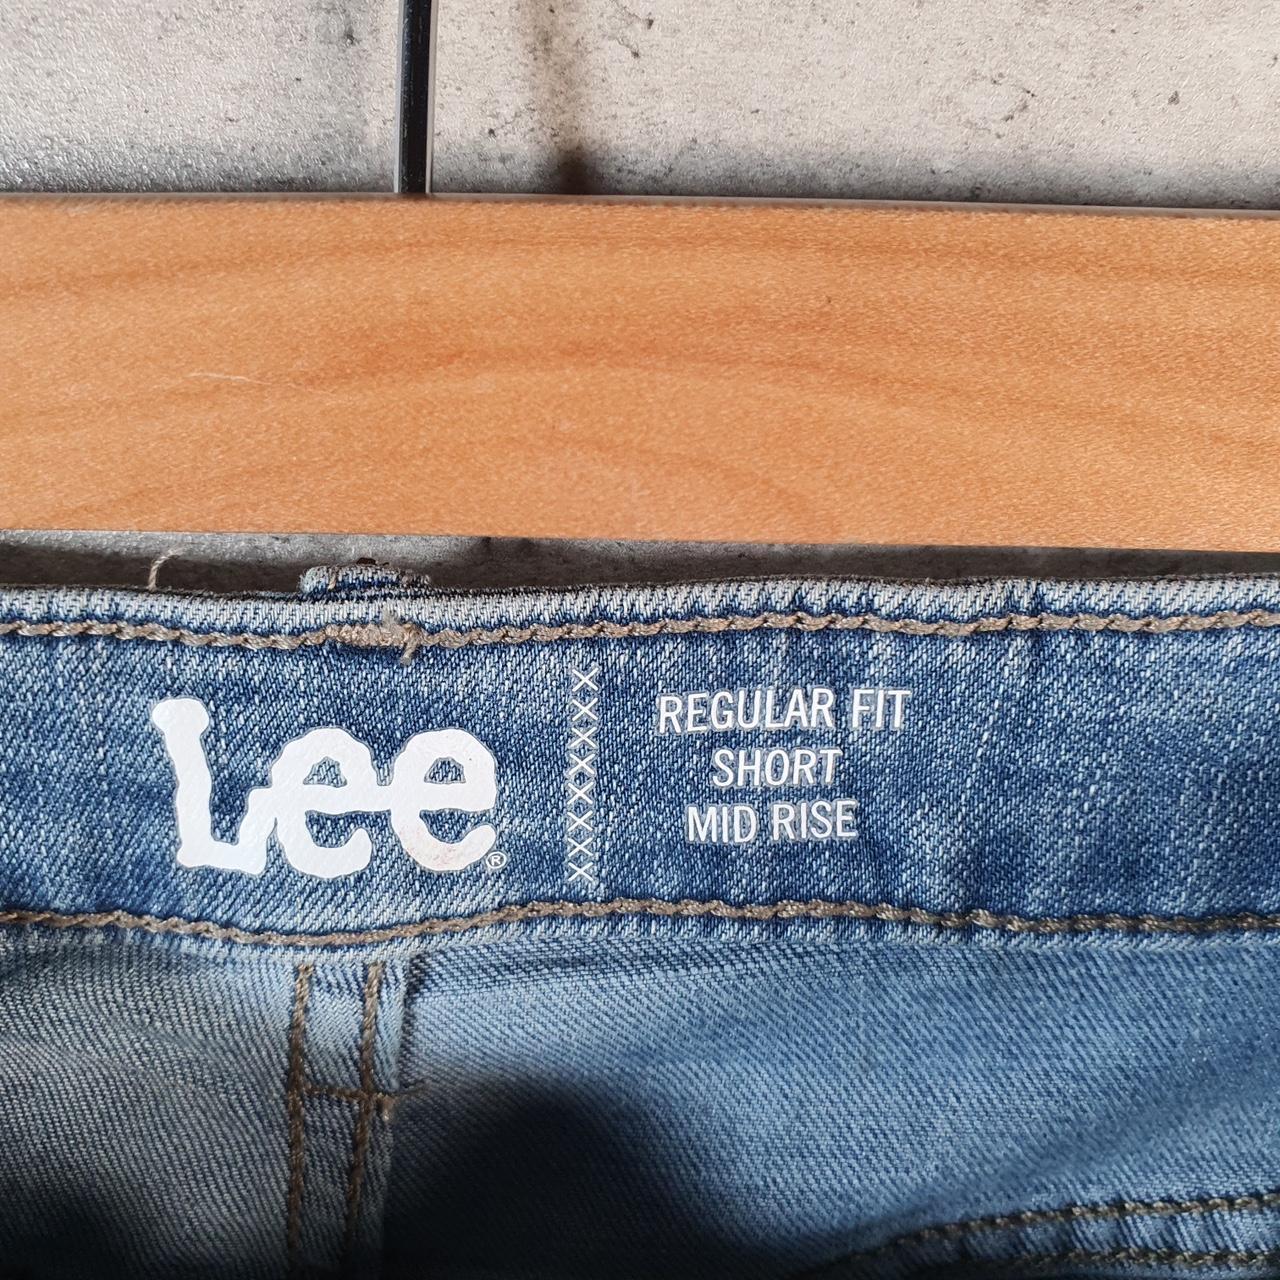 Lee®
REGULAR FIT
SHORT
MID RISE